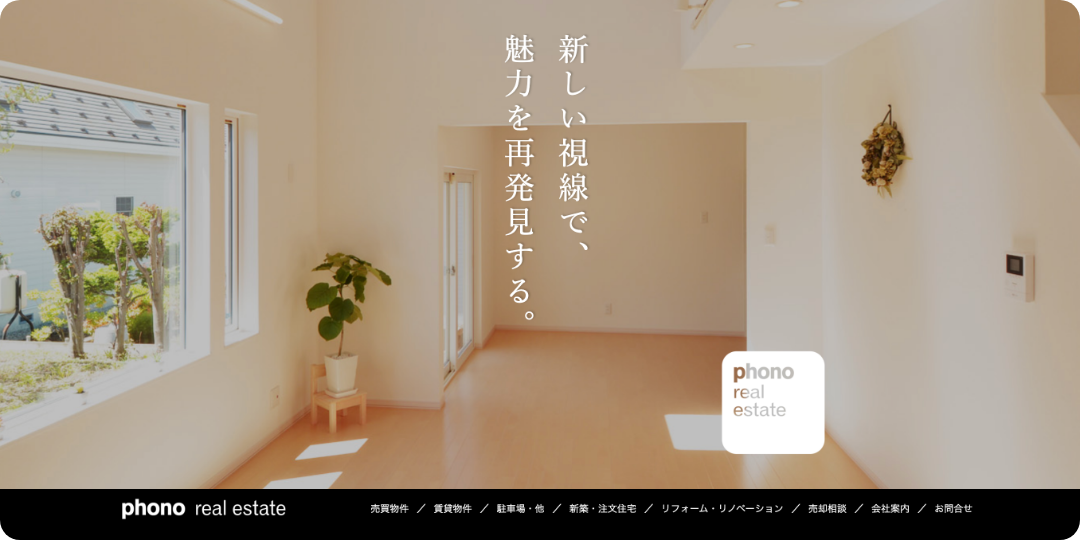 新しい視線で、
魅力を再発見する。
phono
real
estate
phono real estate
売買物件 ／ 賃貸物件 ／ 駐車場・他 ／ 新築・注文住宅 ／ リフォーム・リノベーション ／ 売却相談 ／ 会社案内 ／ お問合せ